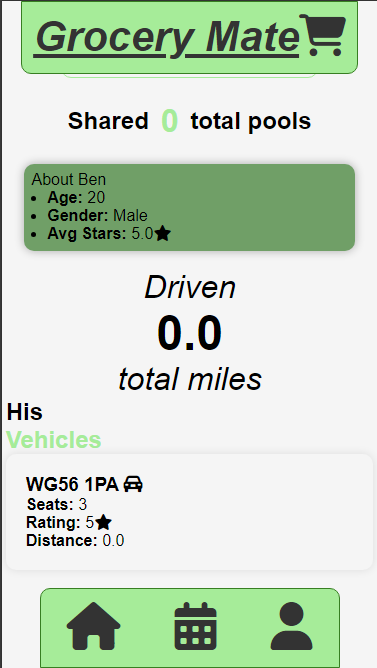 Grocery Mate
Shared 0 total pools
About Ben
Age: 20
Gender: Male
Avg Stars: 5.0
Driven
0.0
total miles
His
Vehicles
WG56 1PA
Seats: 3
Rating: 5
Distance: 0.0